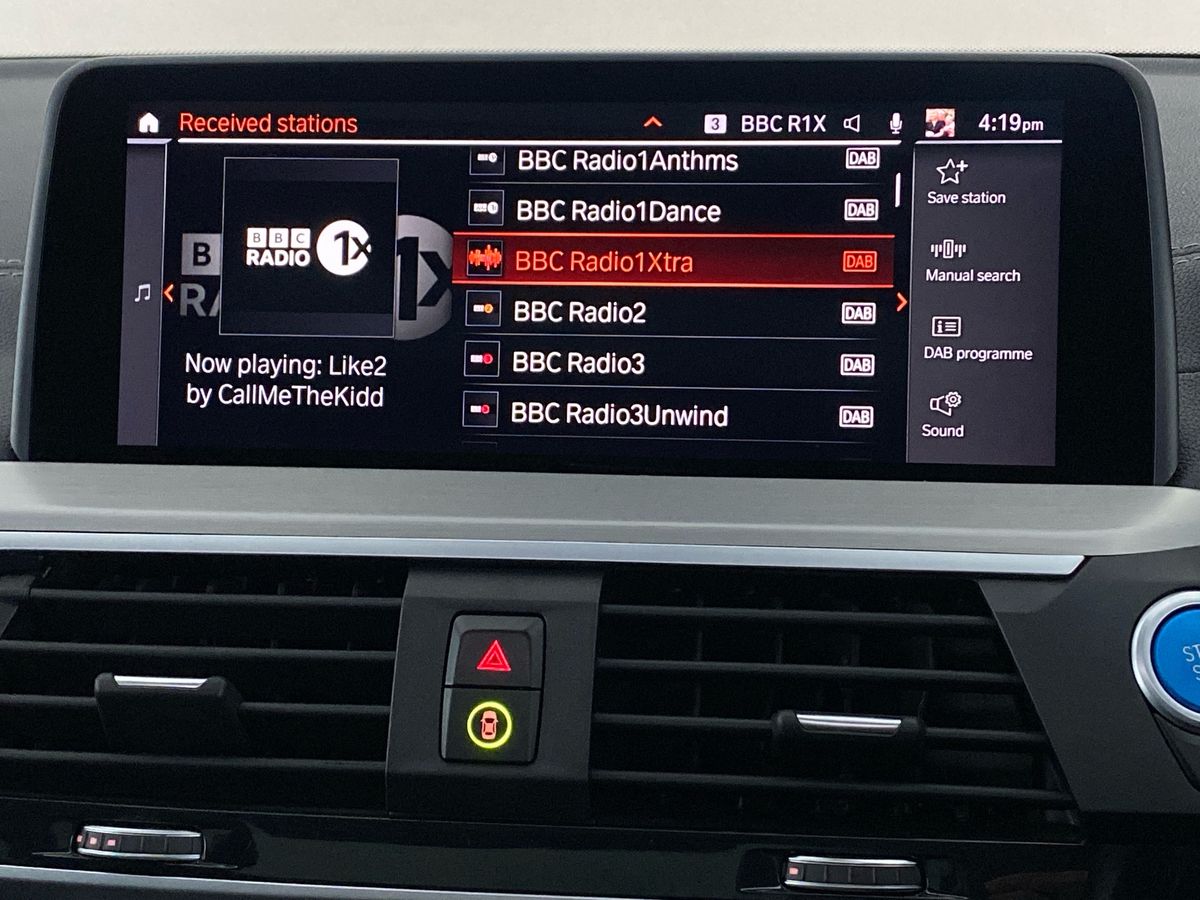 Received stations
3 BBC R1X
4:19pm
BBC
RADIO 1X
Now playing: Like2
by CallMeTheKidd
BBC Radio1Anthms DAB
BBC Radio1Dance DAB
BBC Radio1Xtra DAB
BBC Radio2 DAB
BBC Radio3 DAB
BBC Radio3Unwind DAB
Save station
Manual search
DAB programme
Sound